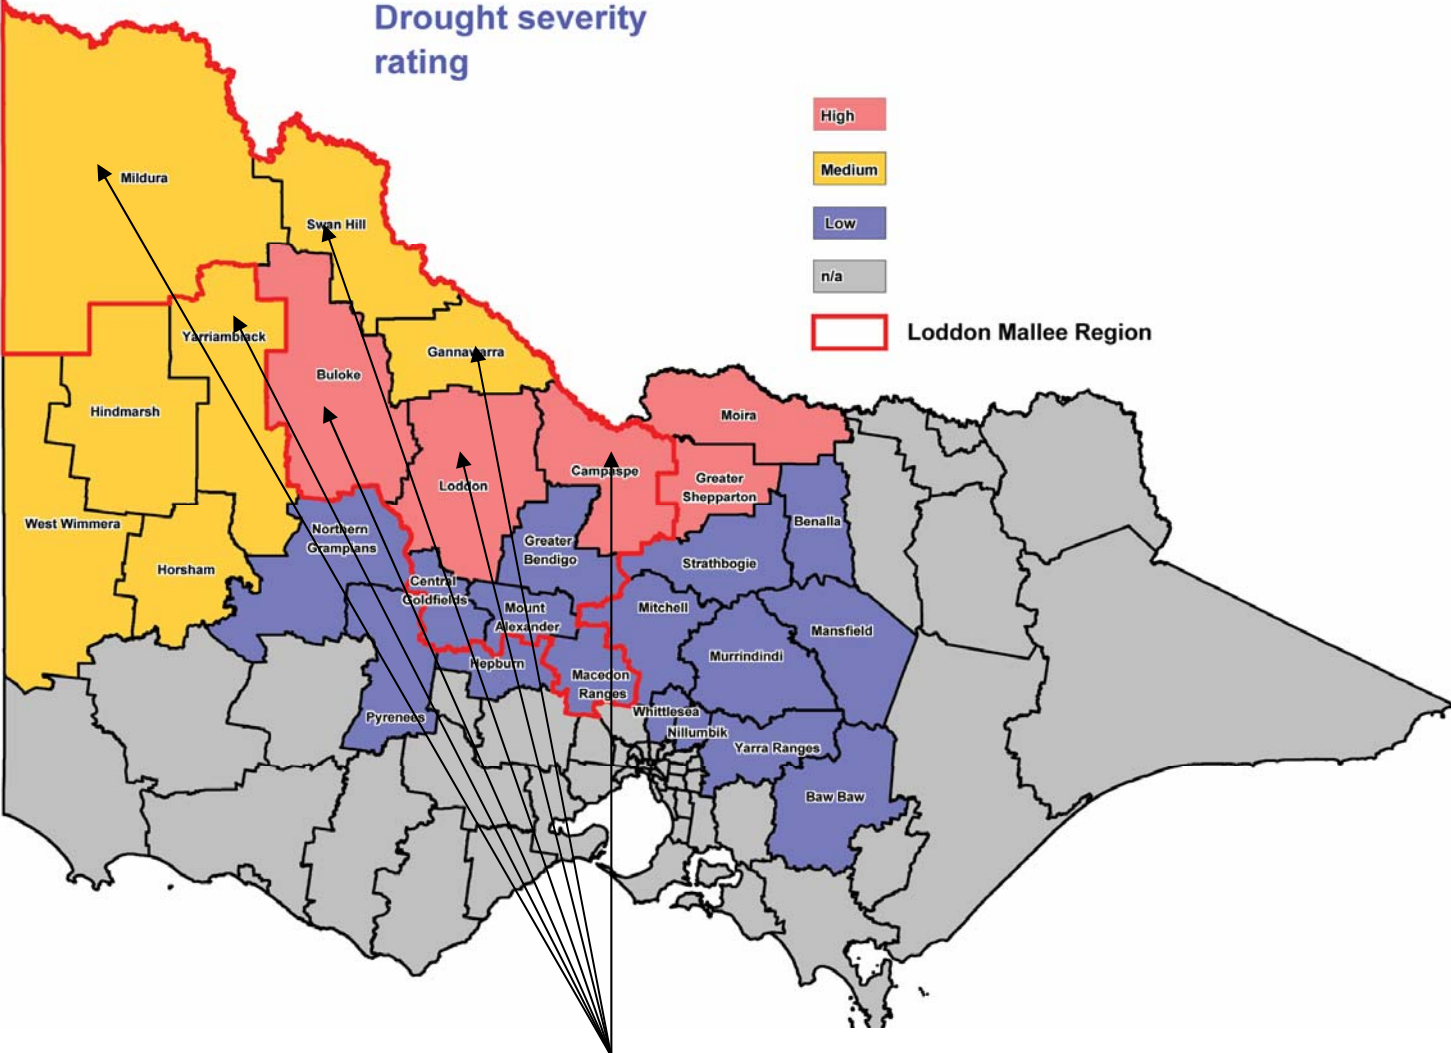 Drought severity
rating
High
Medium
Low
n/a
Loddon Mallee Region
Mildura
Swan Hill
Yarriambiack
Gannawarra
Buloke
Hindmarsh
Moira
Campaspe
Loddon
Greater
Shepparton
West Wimmera
Northern
Grampians
Benalla
Greater
Bendigo
Horsham
Strathbogie
Central
Goldfields
Mount
Alexander
Mitchell
Mansfield
Murrindindi
Hepburn
Macedon
Ranges
Pyrenees
Whittlesea
Nillumbik
Yarra Ranges
Baw Baw